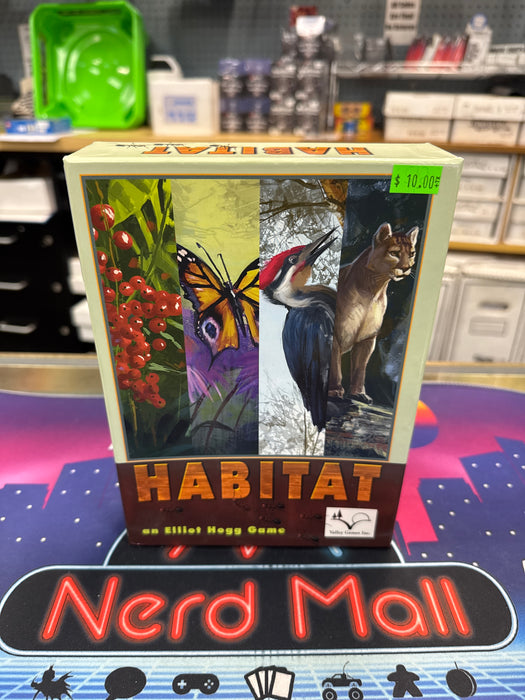 HABITAT
$ 10.00
HABITAT
an Elliot Hogg Game
Valley Games Inc.
Nerd Mall